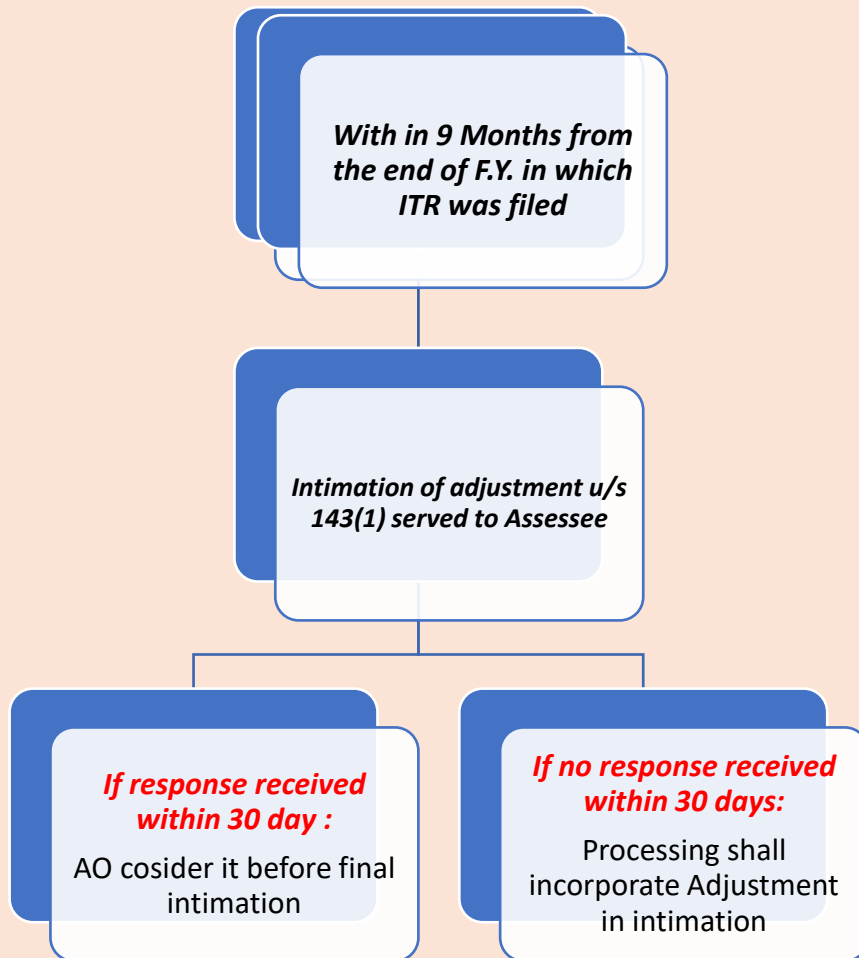 With in 9 Months from
the end of F.Y. in which
ITR was filed
Intimation of adjustment u/s
143(1) served to Assessee
If response received
within 30 day :
AO cosider it before final
intimation
If no response received
within 30 days:
Processing shall
incorporate Adjustment
in intimation